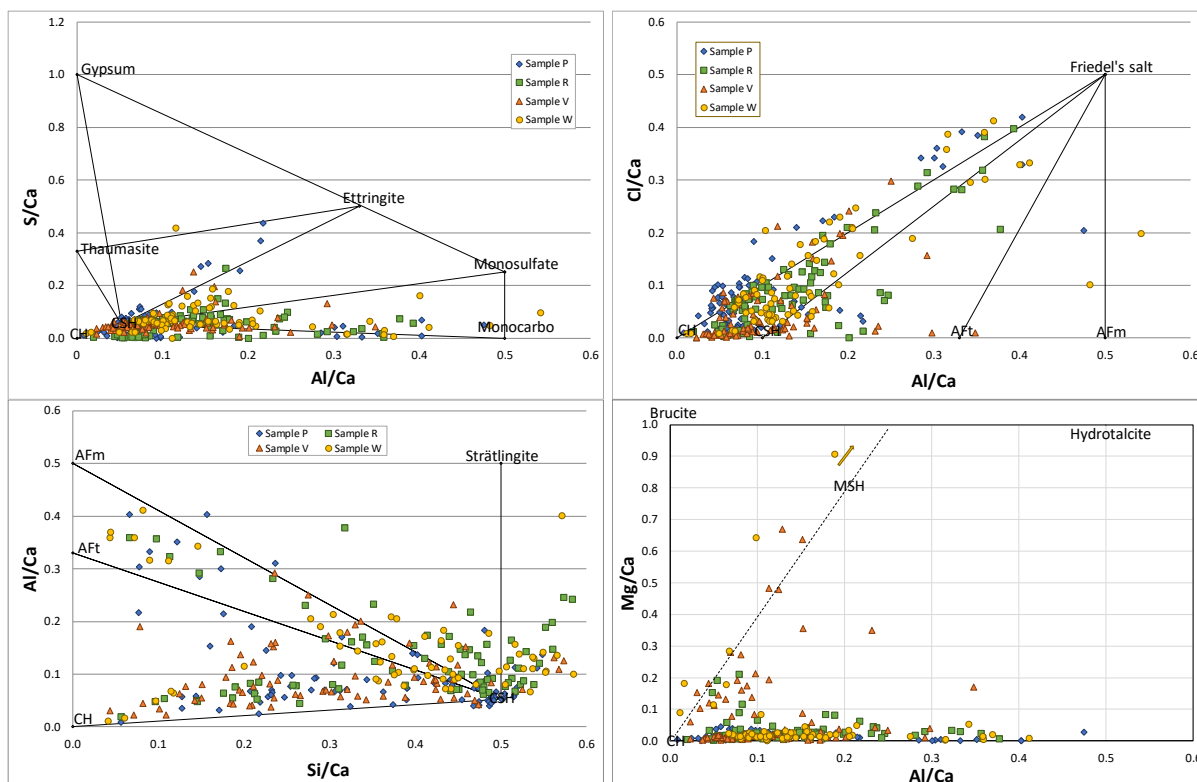 1.2
1.0
0.8
0.6
0.4
0.2
0.0
S/Ca
Gypsum
Ettringite
Thaumasite
Monosulfate
CSH
CH
Monocarbo
Sample P
Sample R
Sample V
Sample W
0.0
0.1
0.2
0.3
0.4
0.5
0.6
Al/Ca
0.6
0.5
0.4
0.3
0.2
0.1
0.0
Cl/Ca
Sample P
Sample R
Sample V
Sample W
Friedel's salt
CH
CSH
AFt
AFm
0.0
0.1
0.2
0.3
0.4
0.5
0.6
Al/Ca
0.6
0.5
0.4
0.3
0.2
0.1
0.0
Al/Ca
Sample P
Sample R
Sample V
Sample W
AFm
Strätlingite
AFt
CSH
CH
0.0
0.1
0.2
0.3
0.4
0.5
0.6
Si/Ca
Brucite
1.0
0.9
0.8
0.7
0.6
0.5
0.4
0.3
0.2
0.1
0.0
Mg/Ca
Hydrotalcite
MSH
CH
0.0
0.1
0.2
0.3
0.4
0.5
0.6
Al/Ca